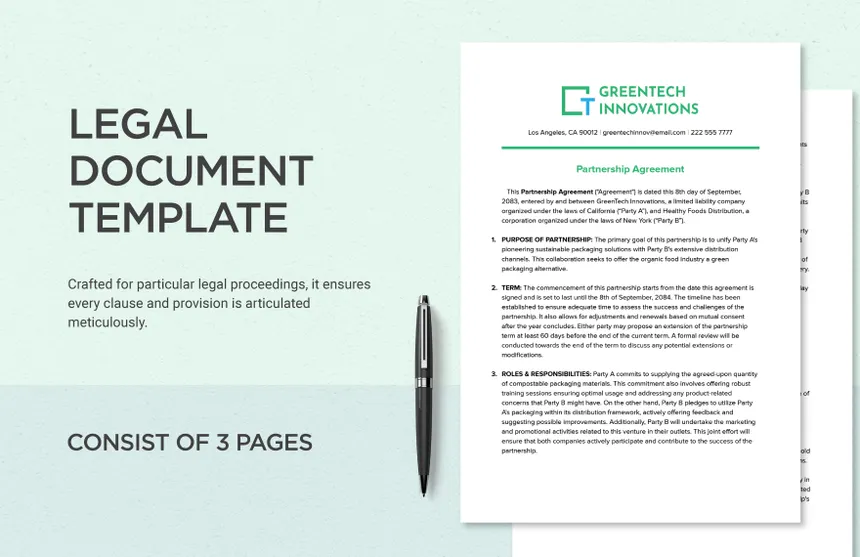 LEGAL
DOCUMENT
TEMPLATE
Crafted for particular legal proceedings, it ensures
every clause and provision is articulated
meticulously.
CONSIST OF 3 PAGES
T
GREENTECH
INNOVATIONS
Los Angeles, CA 90012 | greentechinnov@email.com | 222 555 7777
Partnership Agreement
This Partnership Agreement ("Agreement") is dated this 8th day of September,
2083, entered by and between GreenTech Innovations, a limited liability company
organized under the laws of California ("Party A"), and Healthy Foods Distribution, a
corporation organized under the laws of New York ("Party B").
1. PURPOSE OF PARTNERSHIP: The primary goal of this partnership is to unify Party A's
pioneering sustainable packaging solutions with Party B's extensive distribution
channels. This collaboration seeks to offer the organic food industry a green
packaging alternative.
2. TERM: The commencement of this partnership starts from the date this agreement is
signed and is set to last until the 8th of September, 2084. The timeline has been
established to ensure adequate time to assess the success and challenges of the
partnership. It also allows for adjustments and renewals based on mutual consent
after the year concludes. Either party may propose an extension of the partnership
term at least 60 days before the end of the current term. A formal review will be
conducted towards the end of the term to discuss any potential extensions or
modifications.
3. ROLES & RESPONSIBILITIES: Party A commits to supplying the agreed-upon quantity
of compostable packaging materials. This commitment also involves offering robust
training sessions ensuring optimal usage and addressing any product-related
concerns that Party B might have. On the other hand, Party B pledges to utilize Party
A's packaging within its distribution framework, actively offering feedback and
suggesting possible improvements. Additionally, Party B will undertake the marketing
and promotional activities related to this venture in their outlets. This joint effort will
ensure that both companies actively participate and contribute to the success of the
partnership.